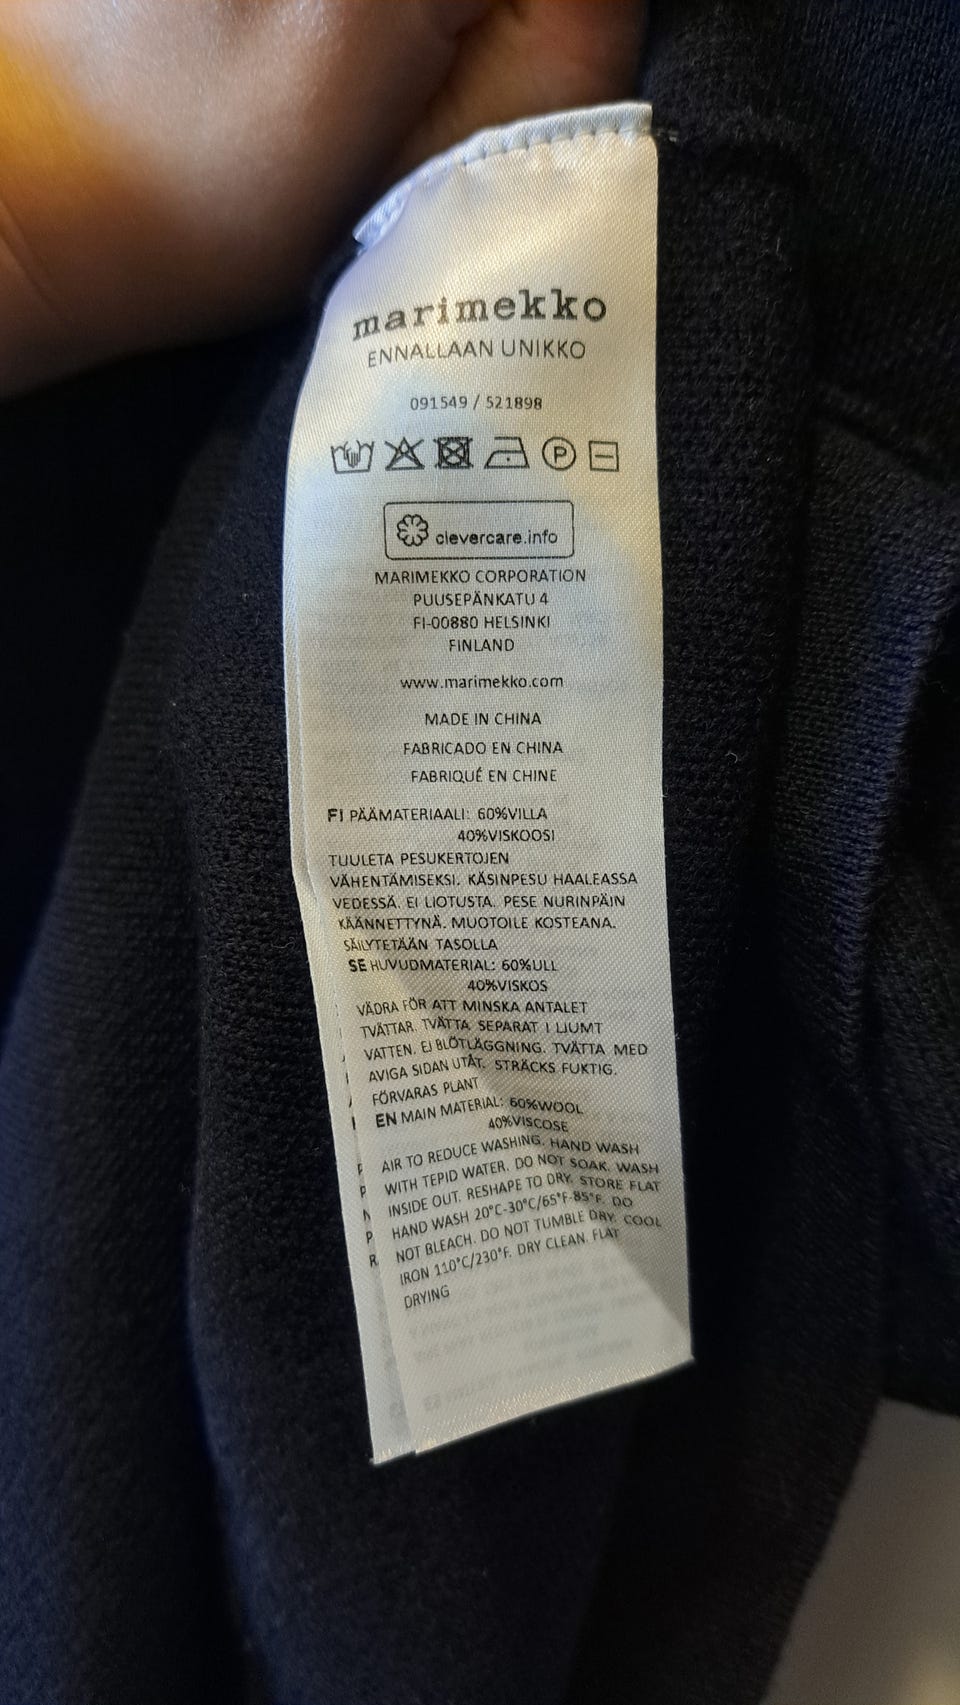 marimekko
ENNALLAAN UNIKKO
091549 / 521898
P
clevercare.info
MARIMEKKO CORPORATION
PUUSEPÄNKATU 4
FI-00880 HELSINKI
FINLAND
www.marimekko.com
MADE IN CHINA
FABRICADO EN CHINA
FABRIQUÉ EN CHINE
FI PÄÄMATERIAALI: 60%VILLA
40%VISKOOSI
TUULETA PESUKERTOJEN
VÄHENTÄMISEKSI. KÄSINPESU HAALEASSA
VEDESSÄ. EI LIOTUSTA. PESE NURINPÄIN
KÄÄNNETTYNÄ. MUOTOILE KOSTEANA.
SÄILYTETÄÄN TASOLLA
SE HUVUDMATERIAL: 60%ULL
40%VISKOS
VÄDRA FÖR ATT MINSKA ANTALET
TVÄTTAR. TVÄTTA SEPARAT I LJUMT
VATTEN. EJ BLÖTLÄGGNING. TVÄTTA MED
AVIGA SIDAN UTÅT. STRÄCKS FUKTIG.
FÖRVARAS PLANT
EN MAIN MATERIAL: 60%WOOL
40%VISCOSE
AIR TO REDUCE WASHING. HAND WASH
WITH TEPID WATER. DO NOT SOAK. WASH
INSIDE OUT. RESHAPE TO DRY. STORE FLAT
HAND WASH 20°C-30°C/65°F-85°F. DO
NOT BLEACH. DO NOT TUMBLE DRY. COOL
IRON 110°C/230°F. DRY CLEAN. FLAT
DRYING